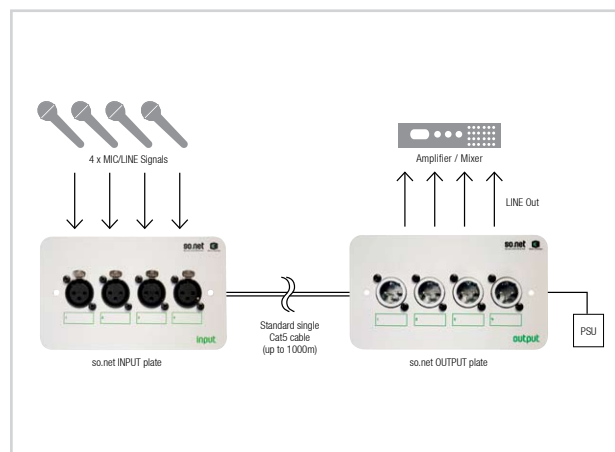 4 x MIC/LINE Signals
Amplifier / Mixer
LINE Out
so.net
so.net
input
output
Standard single
Cat5 cable
(up to 1000m)
PSU
so.net INPUT plate
so.net OUTPUT plate